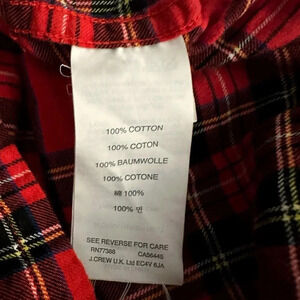 100% COTTON
100% COTON
100% BAUMWOLLE
100% COTONE
綿 100%
100% 면
SEE REVERSE FOR CARE
RN77388 CA56445
J.CREW U.K. Ltd EC4V 6JA